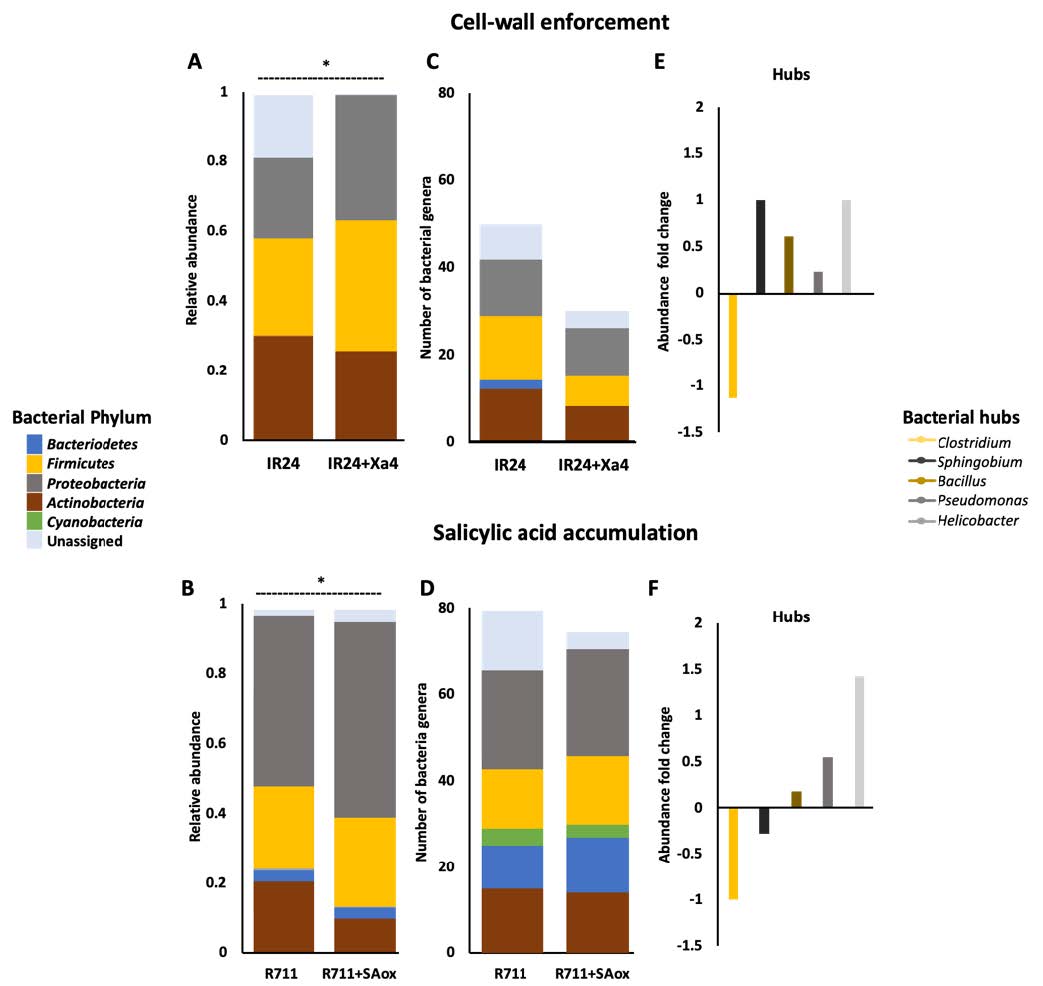 Cell-wall enforcement
A
*
1
0.8
0.6
0.4
0.2
0
Relative abundance
IR24
IR24+Xa4
C
80
60
40
20
0
Number of bacterial genera
IR24
IR24+Xa4
E
Hubs
2
1.5
1
0.5
0
-0.5
-1
-1.5
Abundance fold change
Bacterial Phylum
Bacteriodetes
Firmicutes
Proteobacteria
Actinobacteria
Cyanobacteria
Unassigned
Bacterial hubs
Clostridium
Sphingobium
Bacillus
Pseudomonas
Helicobacter
Salicylic acid accumulation
B
*
1
0.8
0.6
0.4
0.2
0
Relative abundance
R711
R711+SAox
D
80
60
40
20
0
Number of bacteria genera
R711
R711+SAox
F
Hubs
2
1.5
1
0.5
0
-0.5
-1
-1.5
Abundance fold change